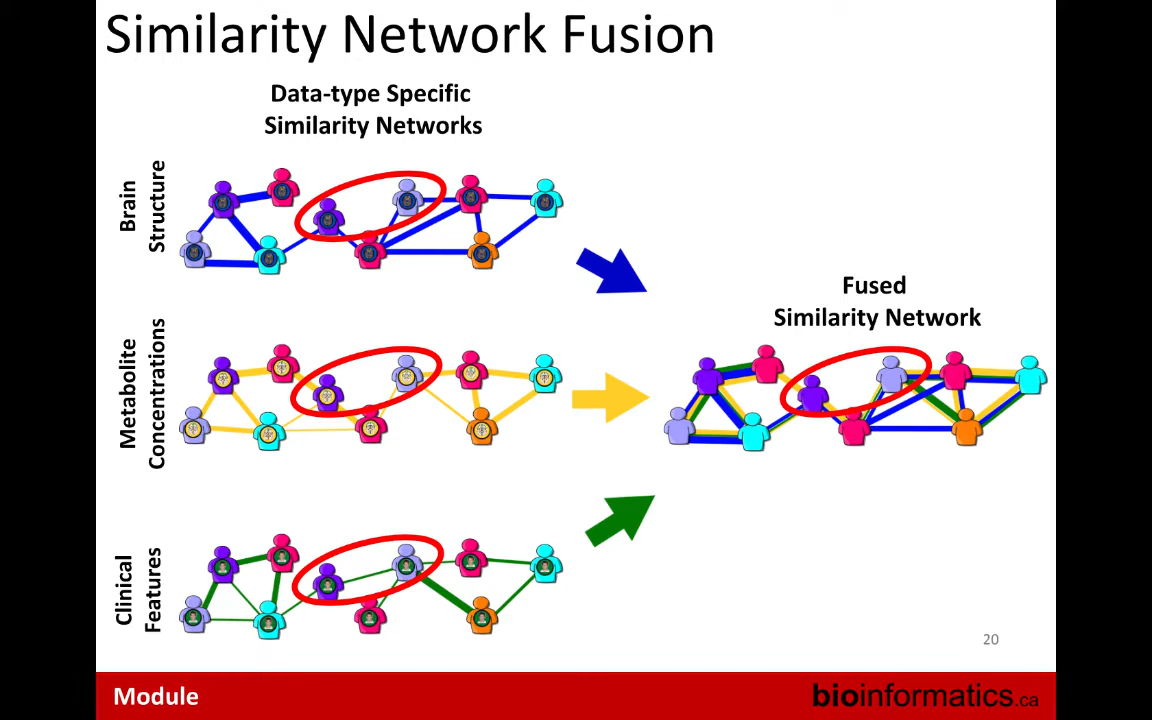 Similarity Network Fusion
Data-type Specific
Similarity Networks
Brain
Structure
Metabolite
Concentrations
Clinical
Features
Fused
Similarity Network
20
Module
bioinformatics.ca